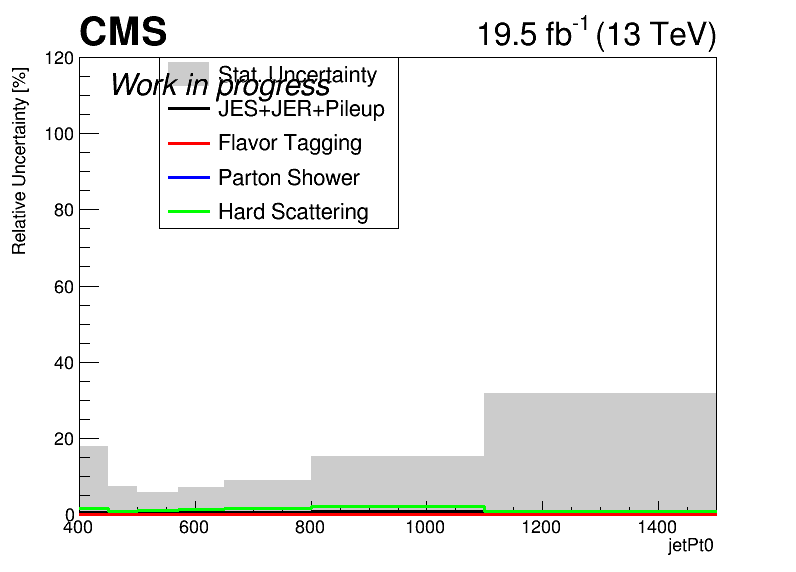 CMS
19.5 fb-1 (13 TeV)
Relative Uncertainty [%]
Work in progress
Stat. Uncertainty
JES+JER+Pileup
Flavor Tagging
Parton Shower
Hard Scattering
120
100
80
60
40
20
0
400 600 800 1000 1200 1400
jetPt0